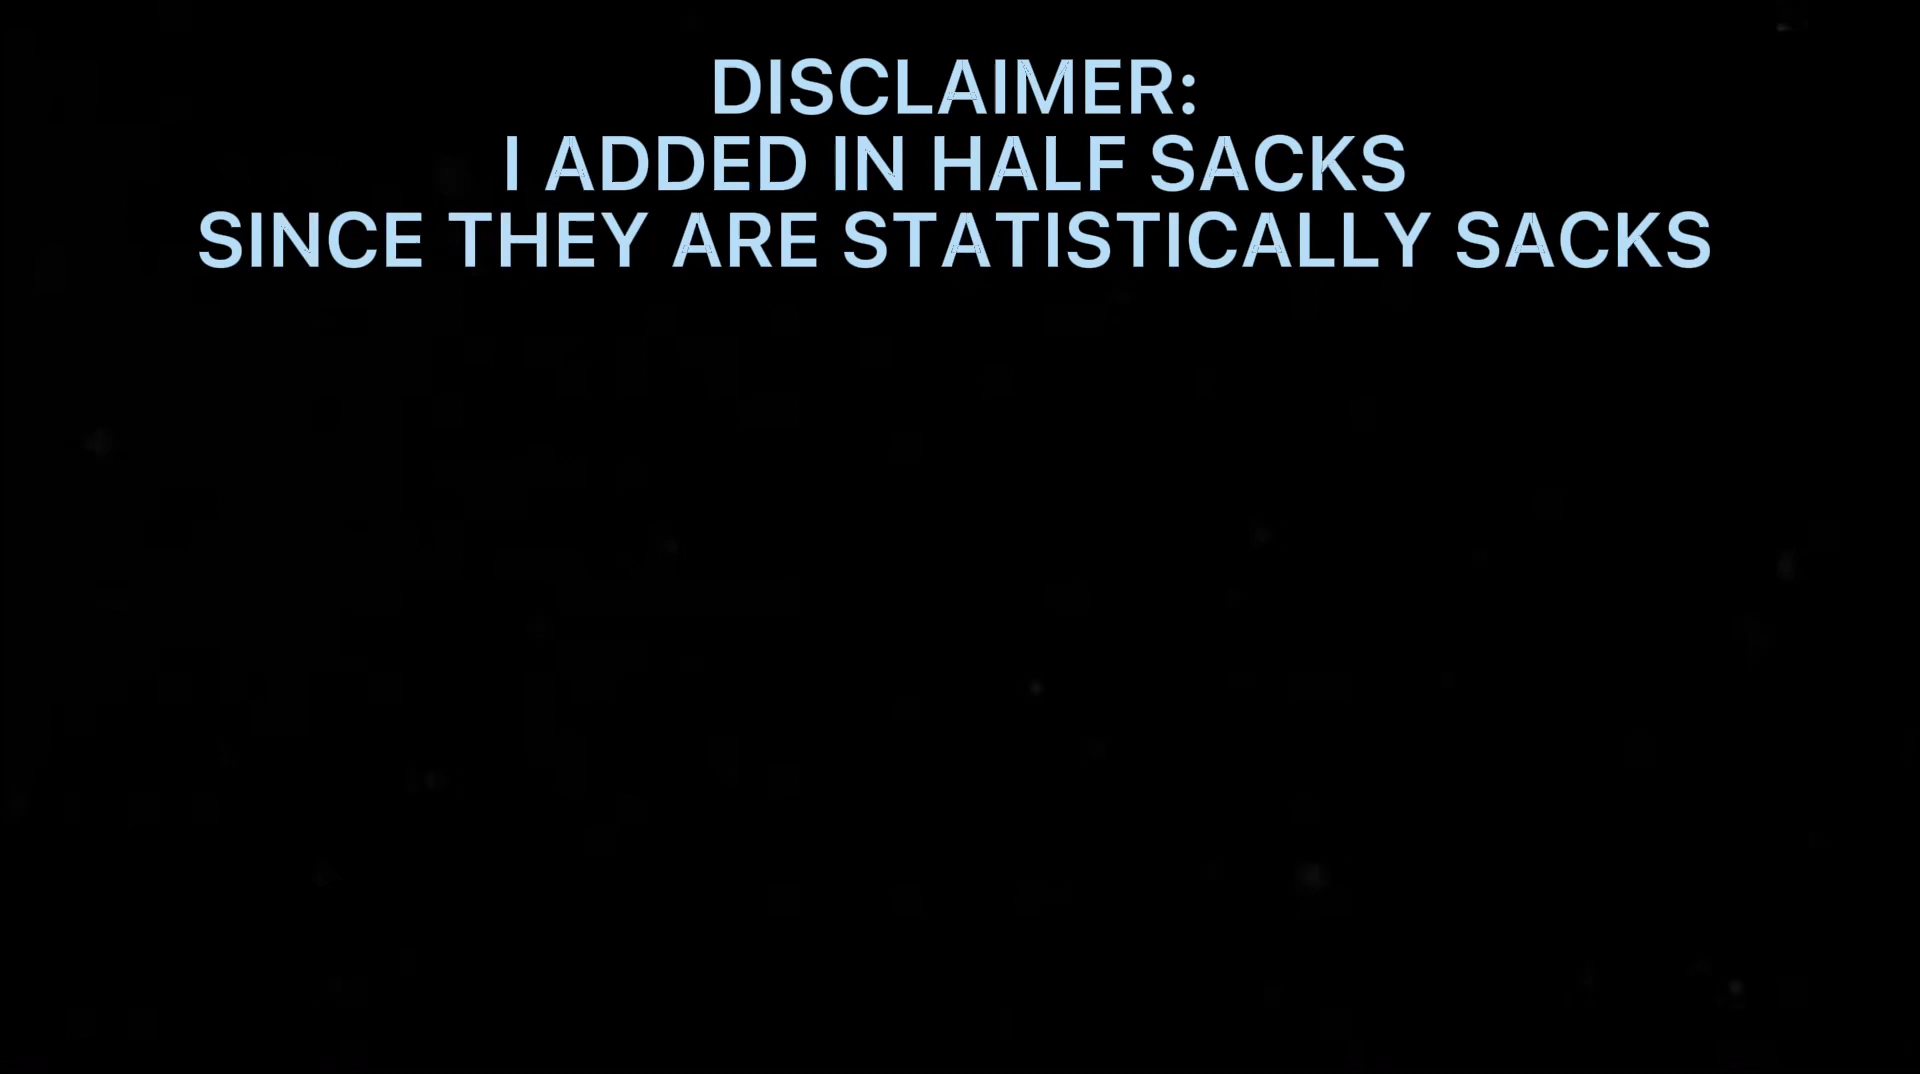 DISCLAIMER:
I ADDED IN HALF SACKS
SINCE THEY ARE STATISTICALLY SACKS